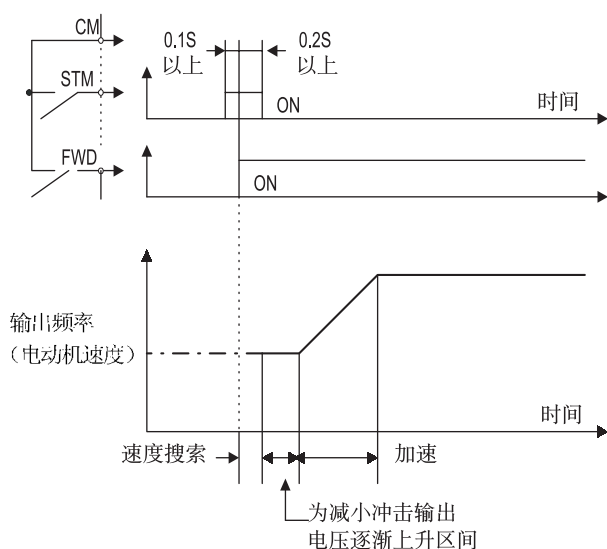 CM
0.1S
以上
0.2S
以上
STM
ON
时间
FWD
ON
输出频率
（电动机速度）
时间
速度搜索
加速
为减小冲击输出
电压逐渐上升区间